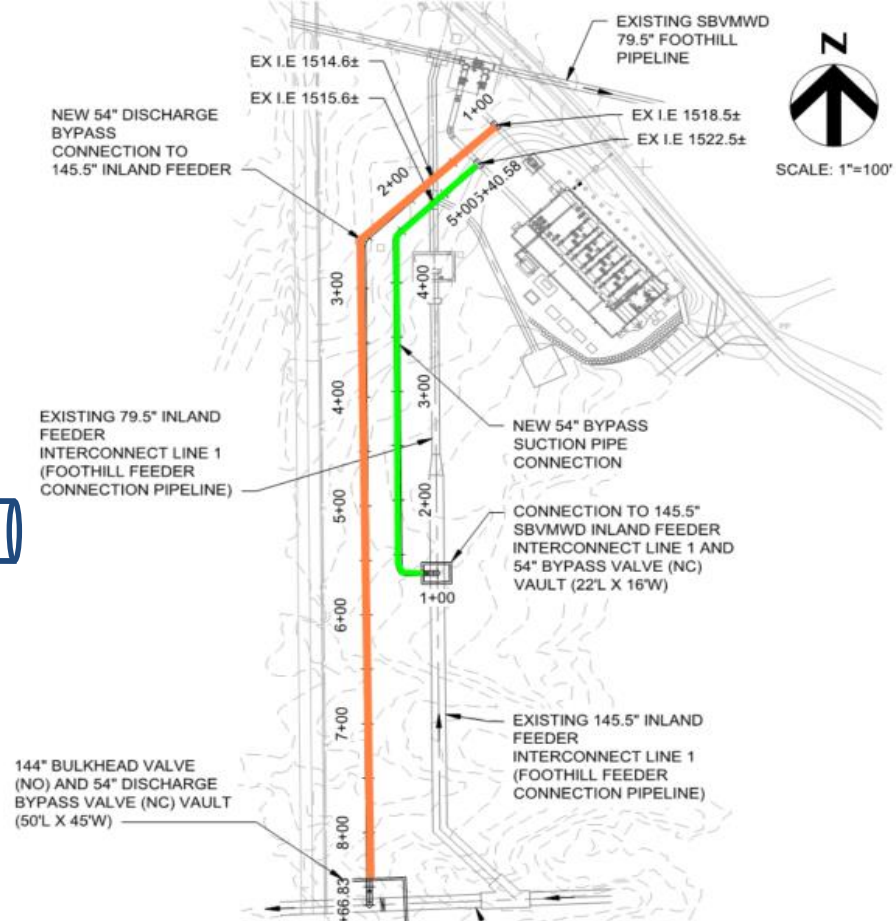 EXISTING SBVMWD
79.5" FOOTHILL
PIPELINE
N
SCALE: 1"=100'
EX I.E 1514.6±
EX I.E 1515.6±
EX I.E 1518.5±
EX I.E 1522.5±
NEW 54" DISCHARGE
BYPASS
CONNECTION TO
145.5" INLAND FEEDER
1+00
2+00
5+00
5+40.58
3+00
4+00
4+00
3+00
5+00
2+00
1+00
6+00
7+00
8+00
EXISTING 79.5" INLAND
FEEDER
INTERCONNECT LINE 1
(FOOTHILL FEEDER
CONNECTION PIPELINE)
NEW 54" BYPASS
SUCTION PIPE
CONNECTION
CONNECTION TO 145.5"
SBVMWD INLAND FEEDER
INTERCONNECT LINE 1 AND
54" BYPASS VALVE (NC)
VAULT (22'L X 16'W)
EXISTING 145.5" INLAND
FEEDER
INTERCONNECT LINE 1
(FOOTHILL FEEDER
CONNECTION PIPELINE)
144" BULKHEAD VALVE
(NO) AND 54" DISCHARGE
BYPASS VALVE (NC) VAULT
(50'L X 45'W)
+66.83
PP